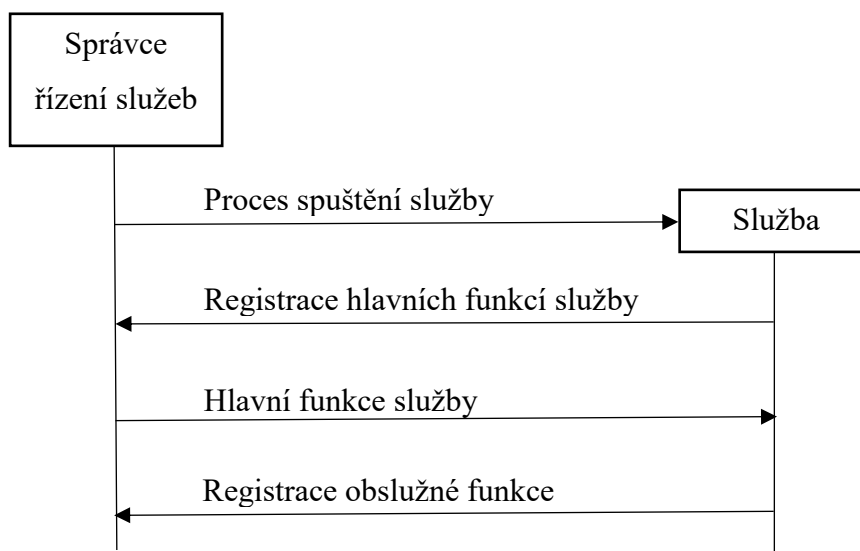 Správce
řízení služeb
Proces spuštění služby
Služba
Registrace hlavních funkcí služby
Hlavní funkce služby
Registrace obslužné funkce